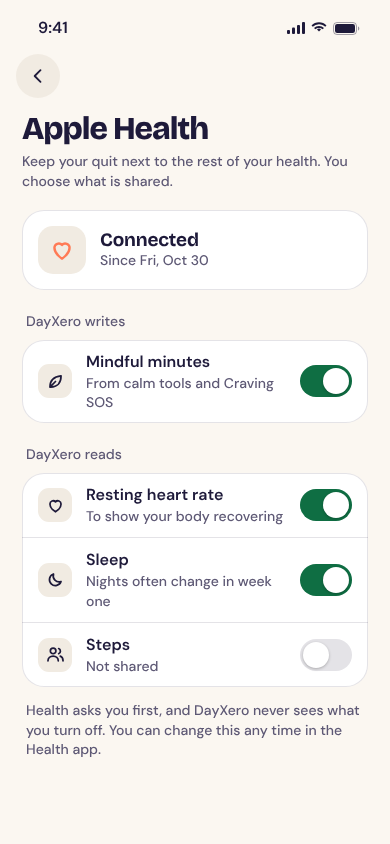 9:41
Apple Health
Keep your quit next to the rest of your health. You
choose what is shared.
Connected
Since Fri, Oct 30
DayXero writes
Mindful minutes
From calm tools and Craving
SOS
DayXero reads
Resting heart rate
To show your body recovering
Sleep
Nights often change in week
one
Steps
Not shared
Health asks you first, and DayXero never sees what
you turn off. You can change this any time in the
Health app.